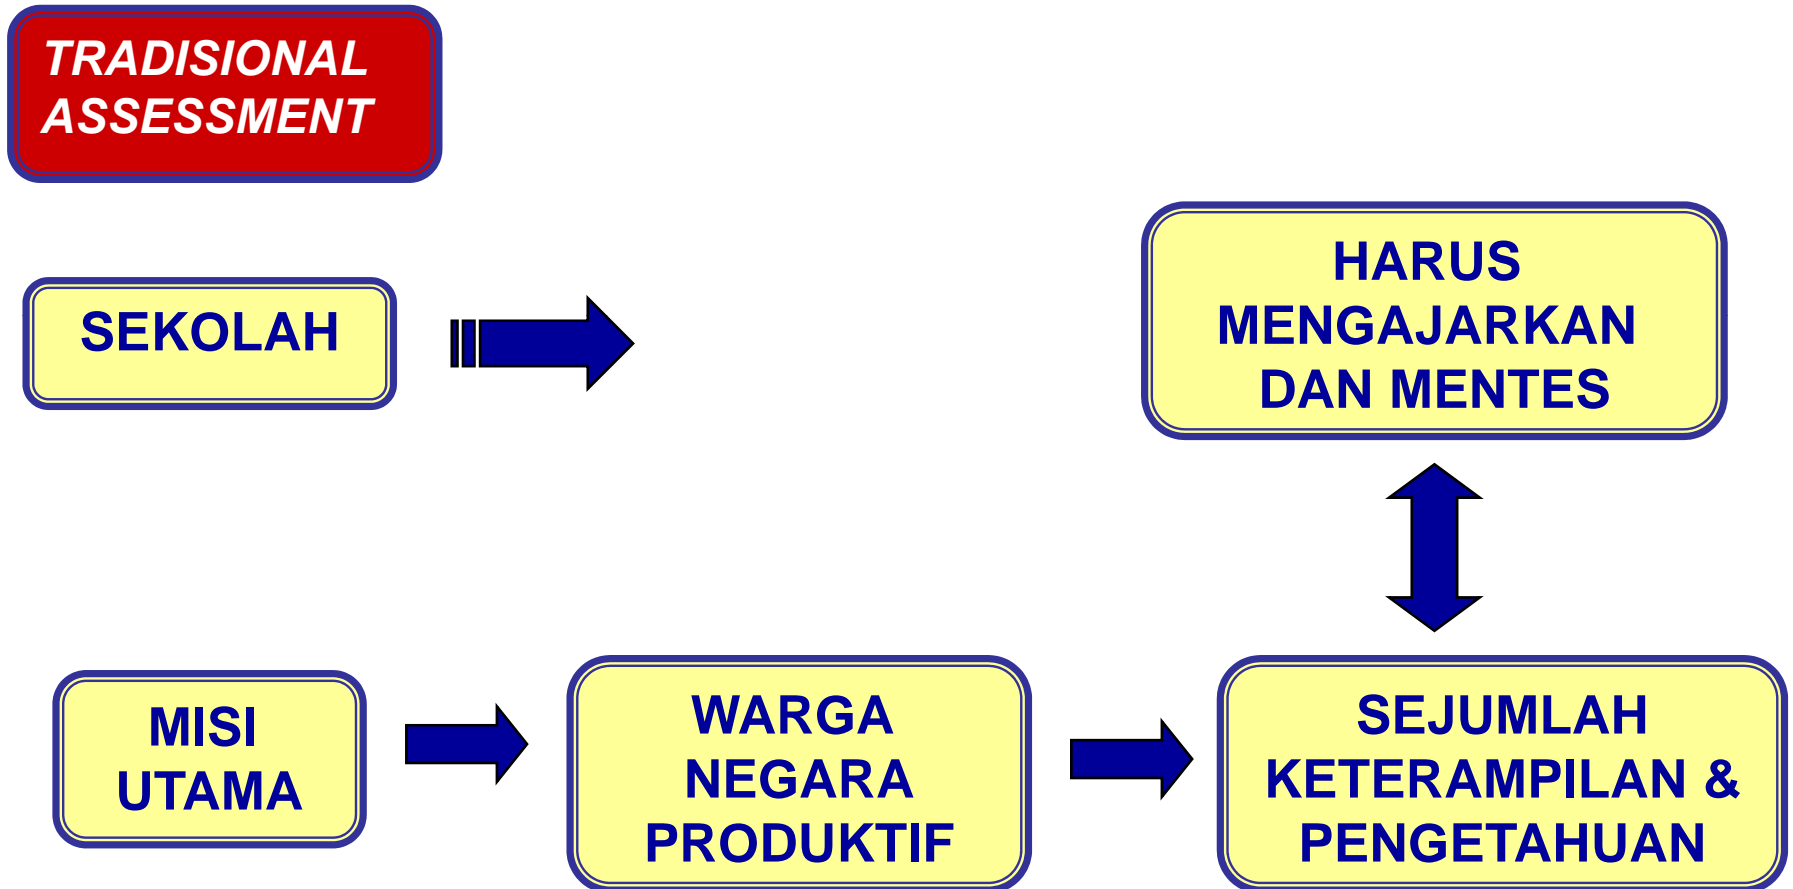 TRADISIONAL
ASSESSMENT
SEKOLAH
HARUS
MENGAJARKAN
DAN MENTES
MISI
UTAMA
WARGA
NEGARA
PRODUKTIF
SEJUMLAH
KETERAMPILAN &
PENGETAHUAN